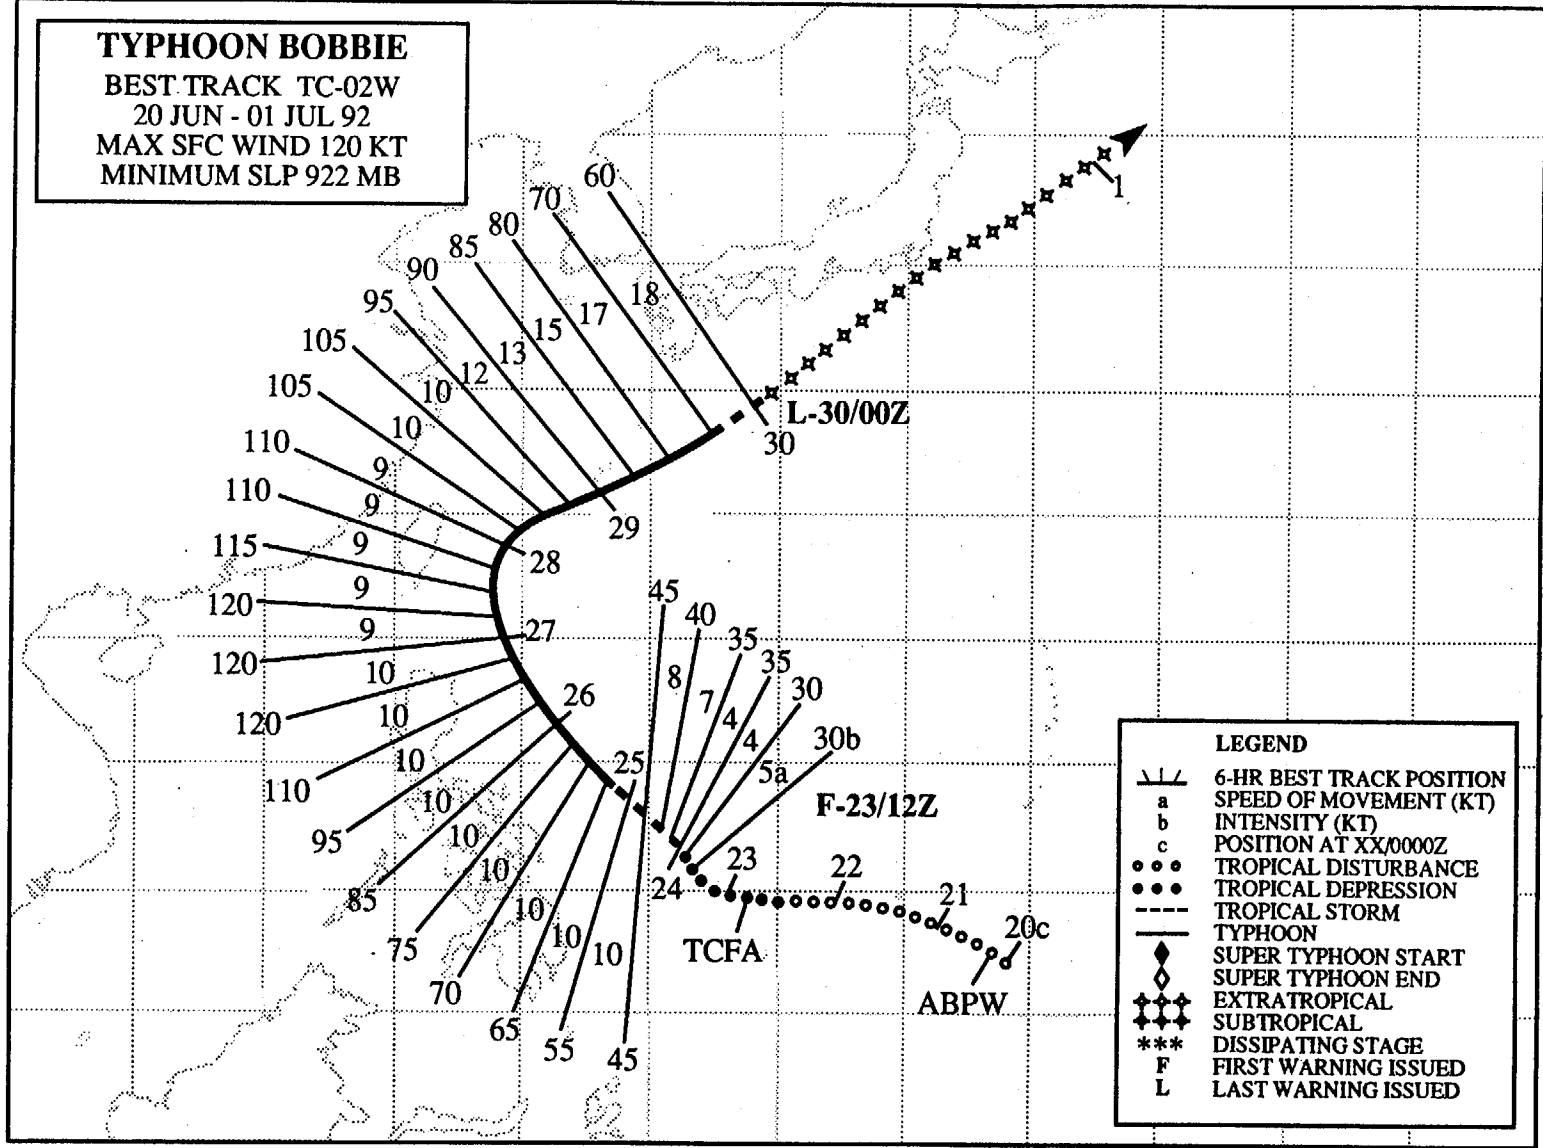 TYPHOON BOBBIE
BEST TRACK TC-02W
20 JUN - 01 JUL 92
MAX SFC WIND 120 KT
MINIMUM SLP 922 MB
1
60
70
80
85
90
95
105
105
110
110
115
120
120
120
110
95
85
75
70
65
55
45
18
17
15
13
12
10
10
9
9
9
9
9
10
10
10
10
10
10
10
10
10
L-30/00Z
30
29
28
27
26
25
45
40
35
35
30
30b
8
7
4
4
5a
F-23/12Z
24
23
22
21
20c
TCFA
ABPW
LEGEND
6-HR BEST TRACK POSITION
a SPEED OF MOVEMENT (KT)
b INTENSITY (KT)
c POSITION AT XX/0000Z
TROPICAL DISTURBANCE
TROPICAL DEPRESSION
TROPICAL STORM
TYPHOON
SUPER TYPHOON START
SUPER TYPHOON END
EXTRATROPICAL
SUBTROPICAL
*** DISSIPATING STAGE
F FIRST WARNING ISSUED
L LAST WARNING ISSUED